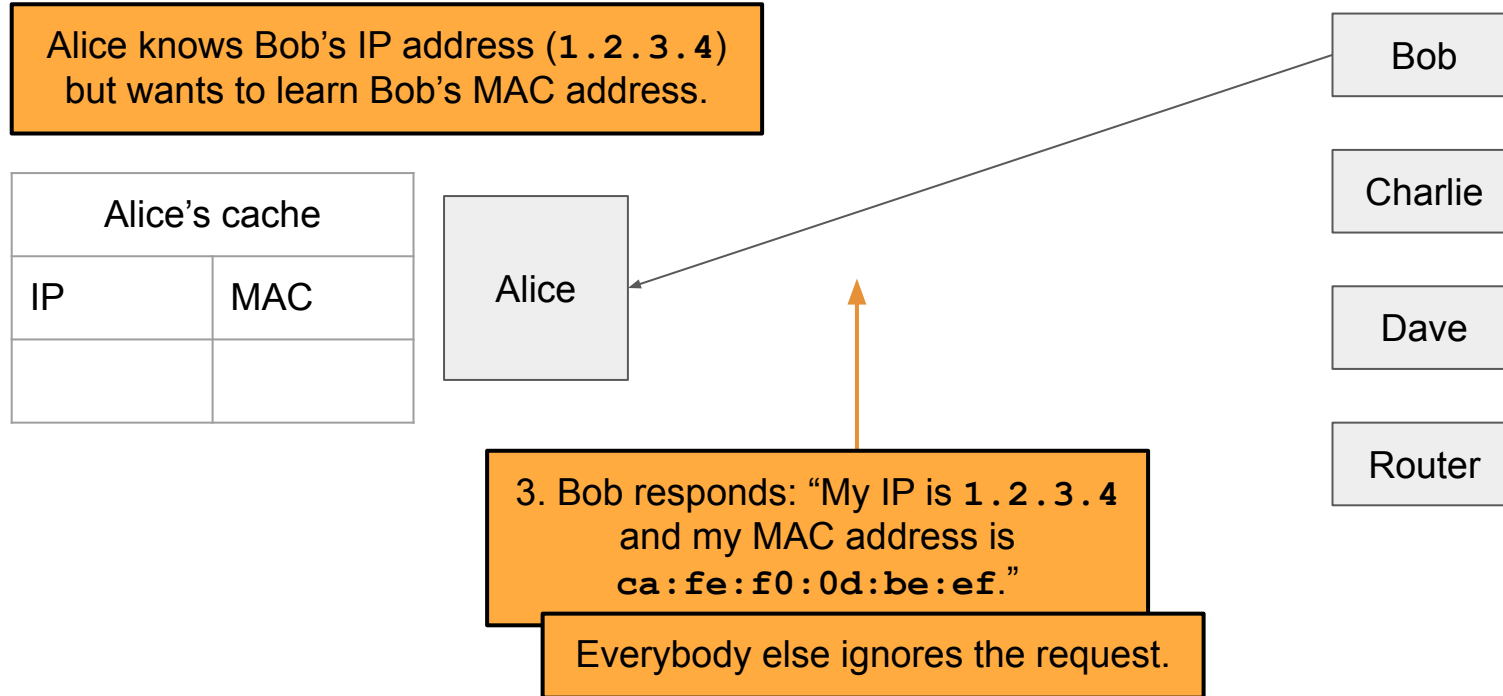 Alice knows Bob’s IP address (1.2.3.4)
but wants to learn Bob’s MAC address.
Bob
Charlie
Dave
Router
Alice’s cache
IP MAC
Alice
3. Bob responds: “My IP is 1.2.3.4
and my MAC address is
ca:fe:f0:0d:be:ef.”
Everybody else ignores the request.